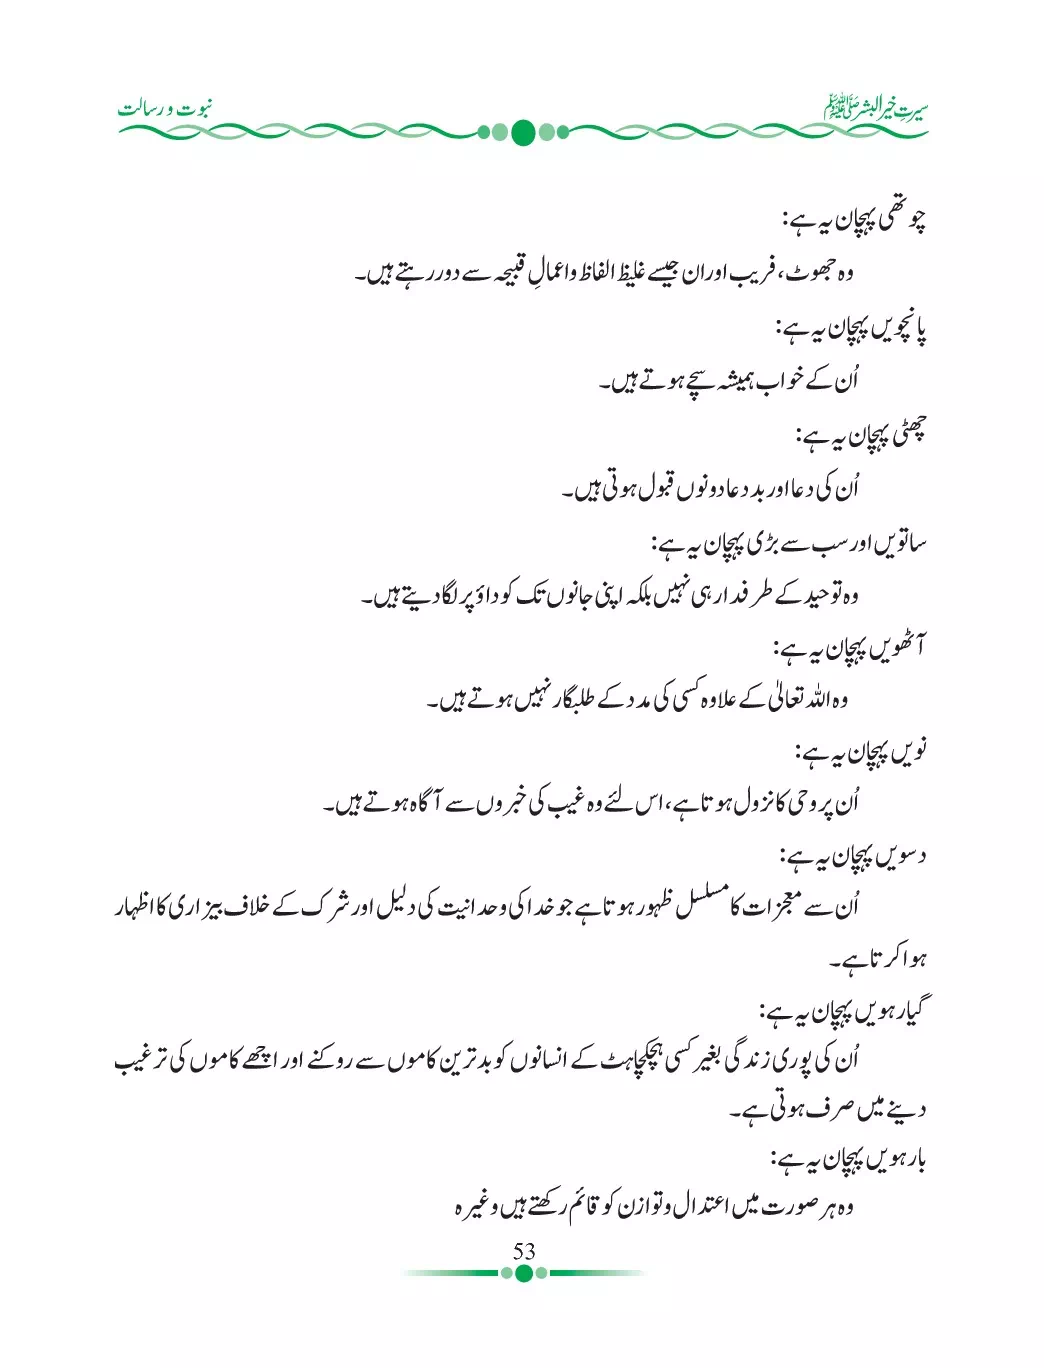 سیرتِ خیر البشر ﷺ
نبوت و رسالت
چوتھی پہچان یہ ہے:
وہ جھوٹ، فریب اور ان جیسے غلیظ الفاظ و اعمالِ قبیحہ سے دور رہتے ہیں۔
پانچویں پہچان یہ ہے:
اُن کے خواب ہمیشہ سچے ہوتے ہیں۔
چھٹی پہچان یہ ہے:
اُن کی دعا اور بد دعا دونوں قبول ہوتی ہیں۔
ساتویں اور سب سے بڑی پہچان یہ ہے:
وہ توحید کے طرفدار ہی نہیں بلکہ اپنی جانوں تک کو داؤ پر لگا دیتے ہیں۔
آٹھویں پہچان یہ ہے:
وہ اللہ تعالیٰ کے علاوہ کسی کی مدد کے طلبگار نہیں ہوتے ہیں۔
نویں پہچان یہ ہے:
اُن پر وحی کا نزول ہوتا ہے، اس لئے وہ غیب کی خبروں سے آگاہ ہوتے ہیں۔
دسویں پہچان یہ ہے:
اُن سے معجزات کا مسلسل ظہور ہوتا ہے جو خدا کی وحدانیت کی دلیل اور شرک کے خلاف بیزاری کا اظہار
ہوا کرتا ہے۔
گیارہویں پہچان یہ ہے:
اُن کی پوری زندگی بغیر کسی ہچکچاہٹ کے انسانوں کو بدترین کاموں سے روکنے اور اچھے کاموں کی ترغیب
دینے میں صرف ہوتی ہے۔
بارہویں پہچان یہ ہے:
وہ ہر صورت میں اعتدال و توازن کو قائم رکھتے ہیں وغیرہ
53